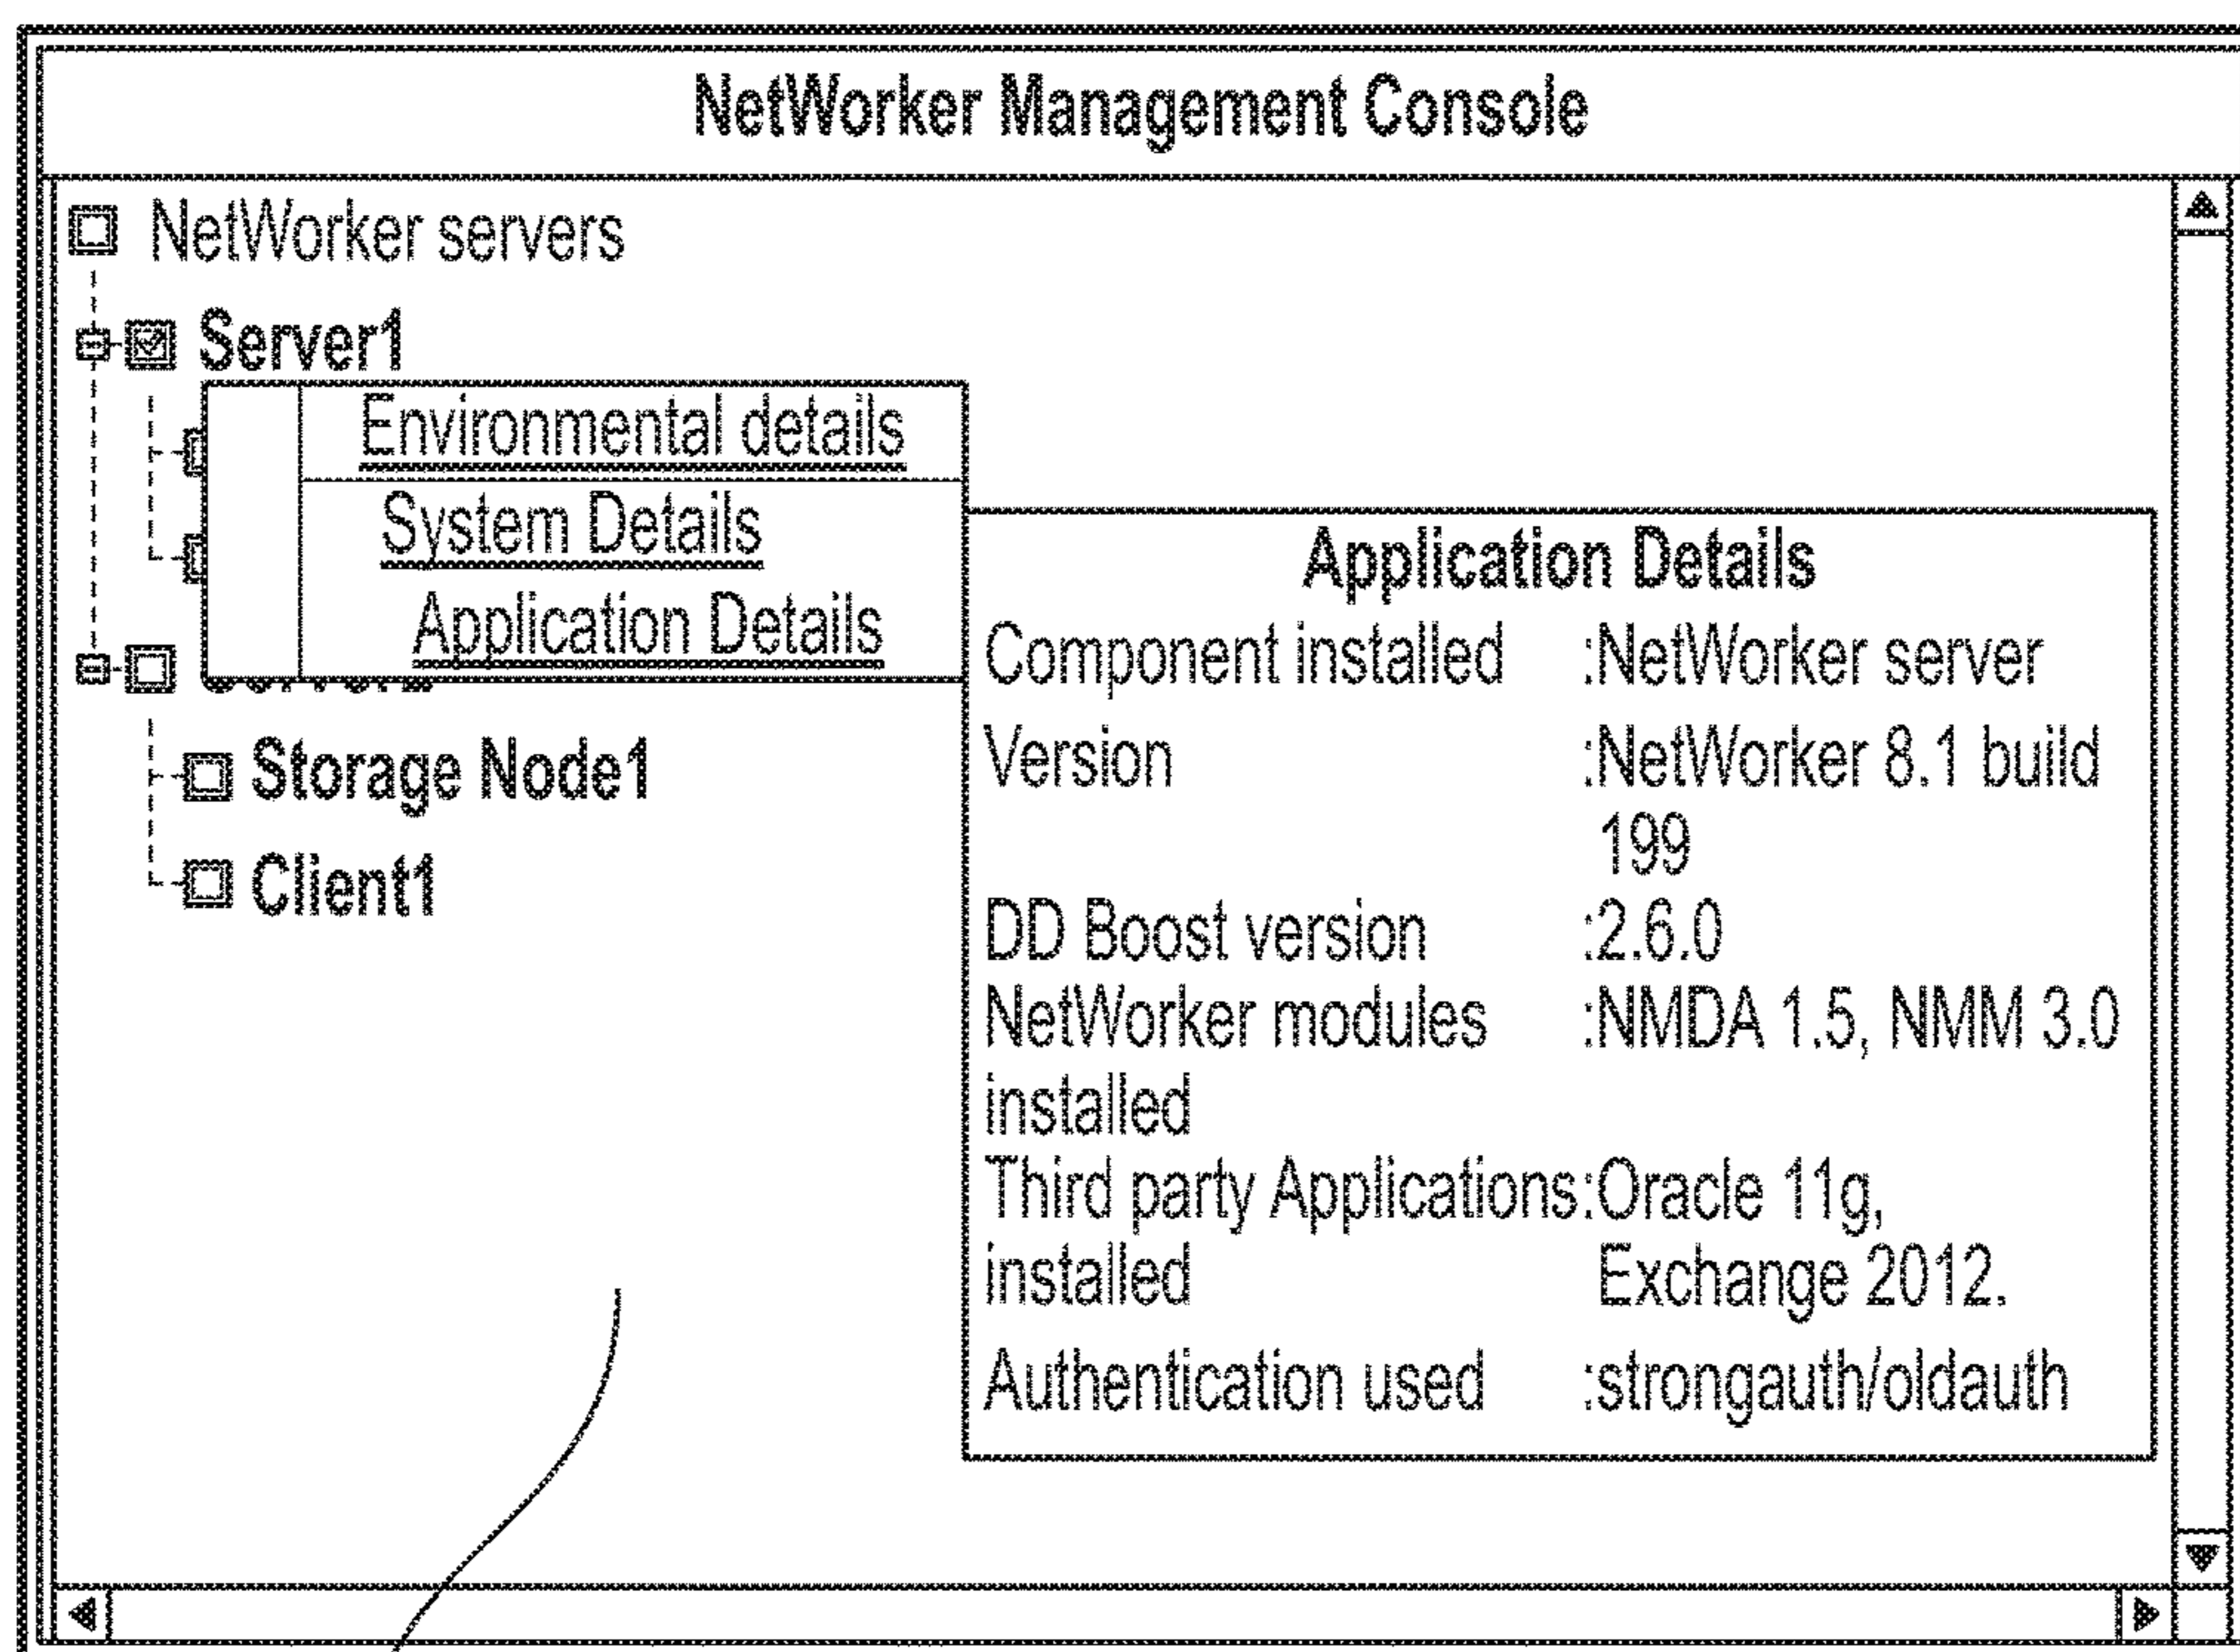 NetWorker Management Console
NetWorker servers
Server1
Environmental details
System Details
Application Details
Storage Node1
Client1
Application Details
Component installed :NetWorker server
Version :NetWorker 8.1 build
199
DD Boost version :2.6.0
NetWorker modules :NMDA 1.5, NMM 3.0
installed
Third party Applications:Oracle 11g,
installed Exchange 2012.
Authentication used :strongauth/oldauth